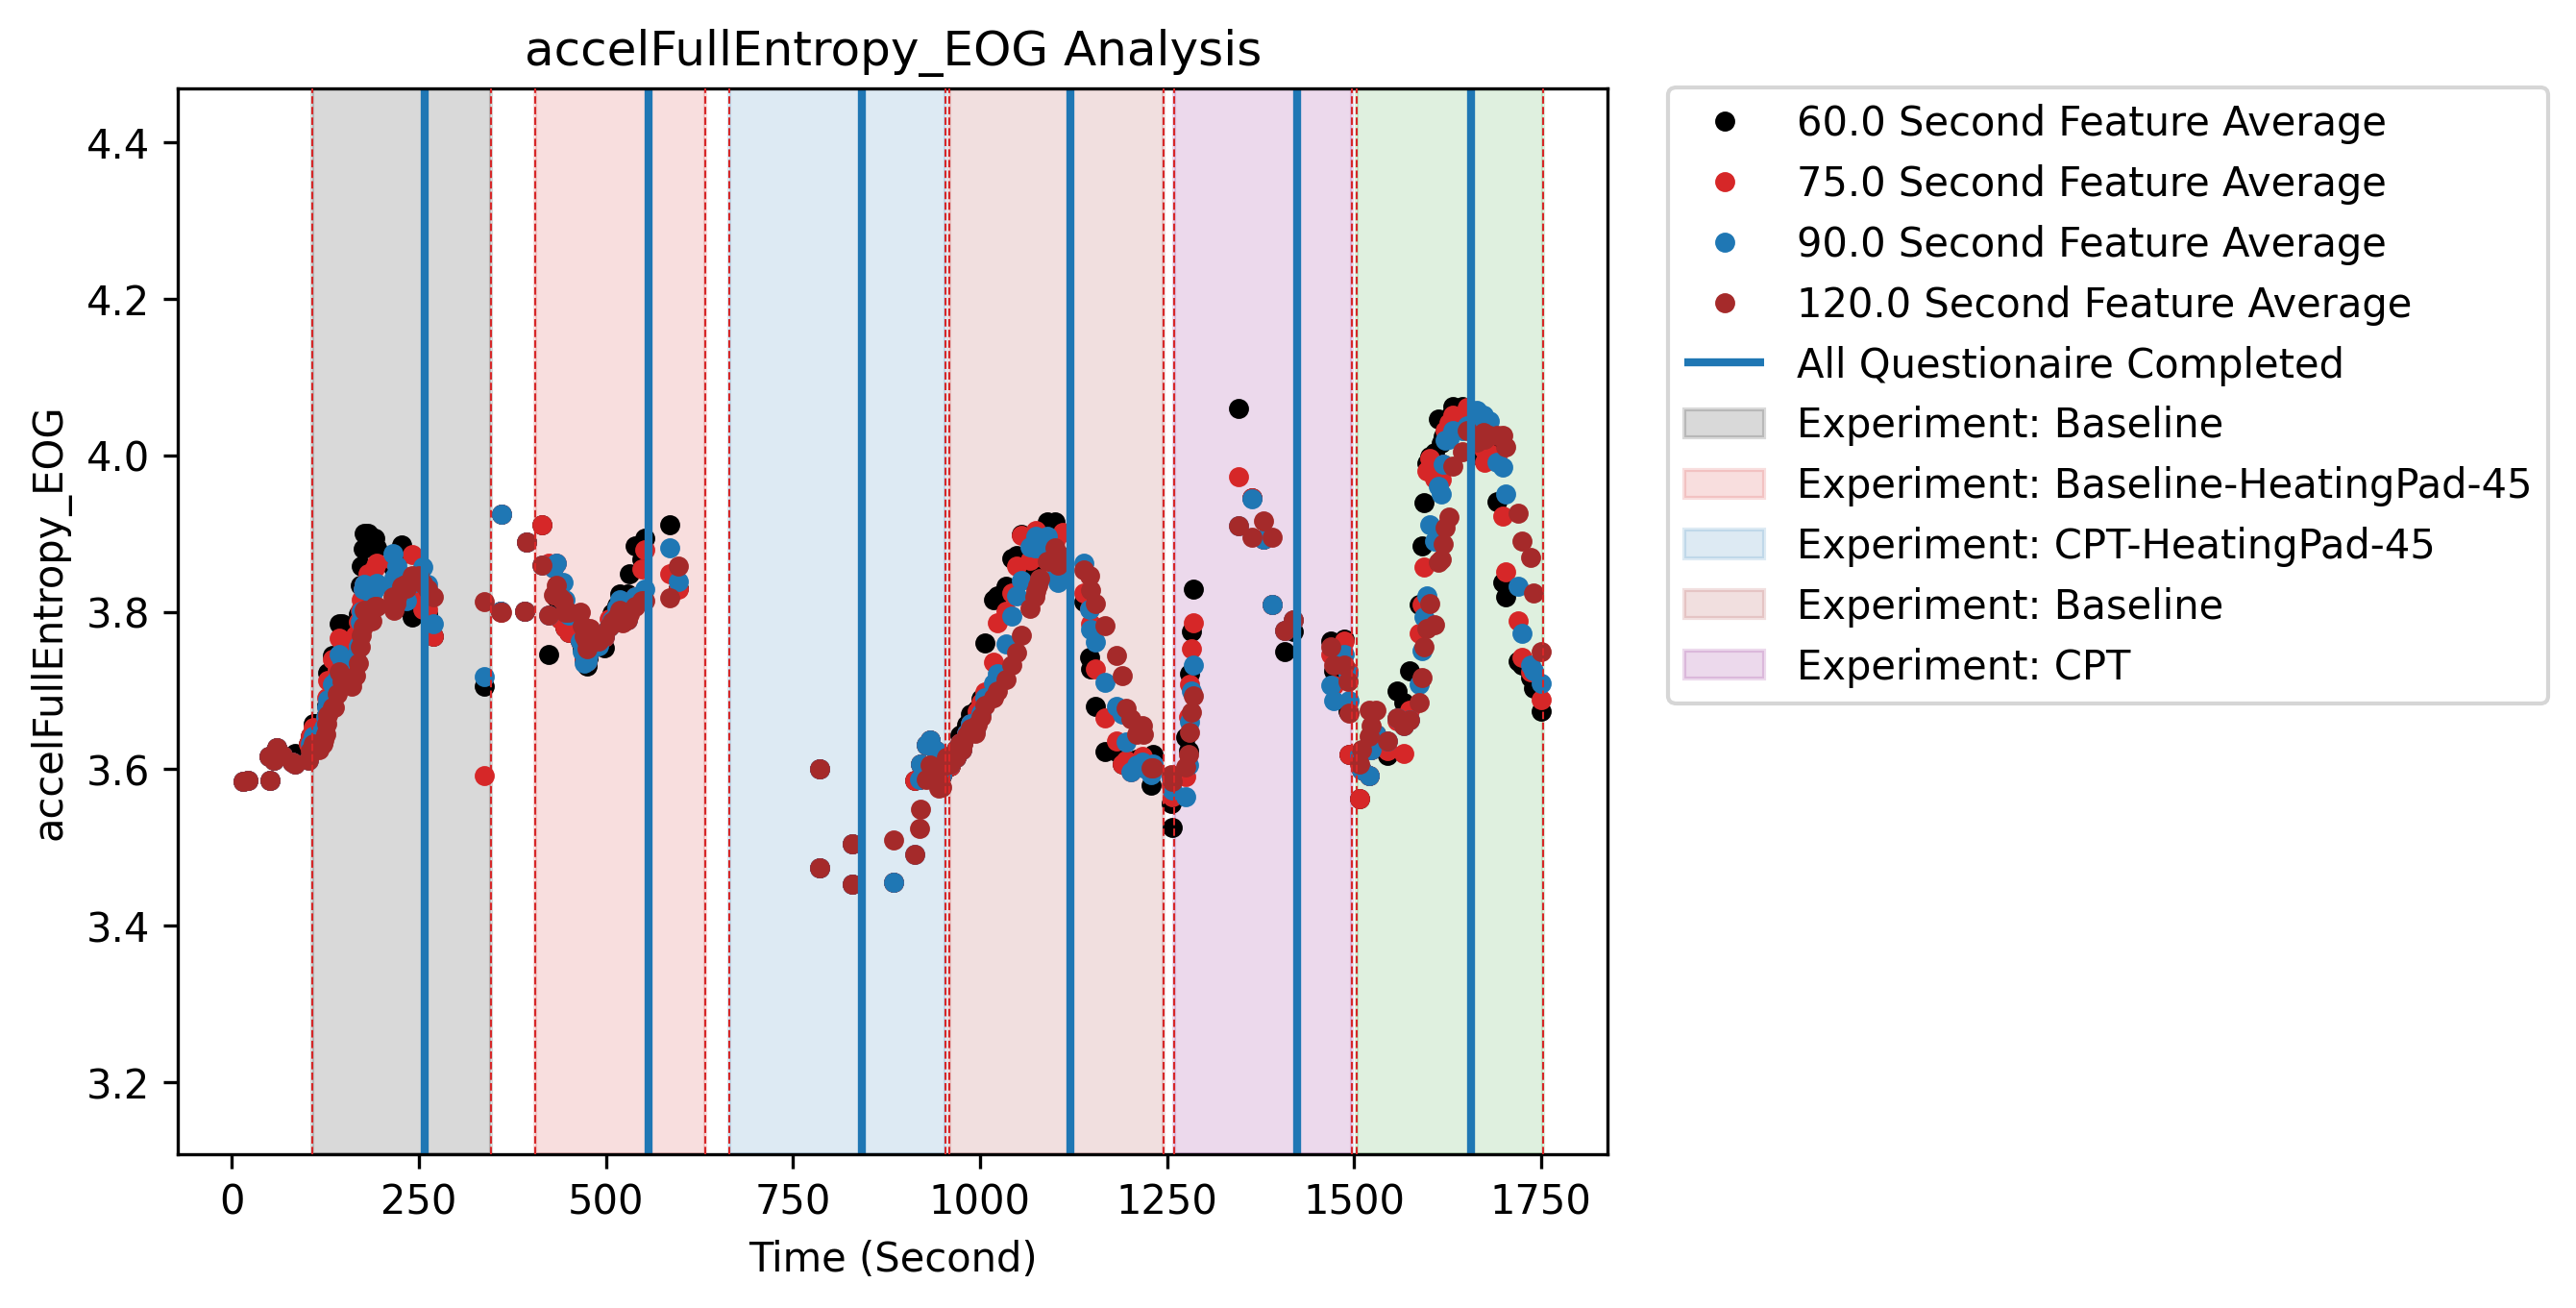 accelFullEntropy_EOG Analysis
accelFullEntropy_EOG
4.4
4.2
4.0
3.8
3.6
3.4
3.2
0 250 500 750 1000 1250 1500 1750
Time (Second)
60.0 Second Feature Average
75.0 Second Feature Average
90.0 Second Feature Average
120.0 Second Feature Average
All Questionaire Completed
Experiment: Baseline
Experiment: Baseline-HeatingPad-45
Experiment: CPT-HeatingPad-45
Experiment: Baseline
Experiment: CPT